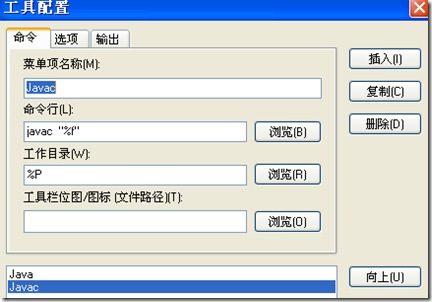 工具配置
命令 选项 输出
菜单项名称(M):
Javac
插入(I)
复制(C)
命令行(L):
javac "%f"
浏览(B)
删除(D)
工作目录(W):
%P
浏览(R)
工具栏位图/图标 (文件路径)(T):
浏览(O)
Java
Javac
向上(U)